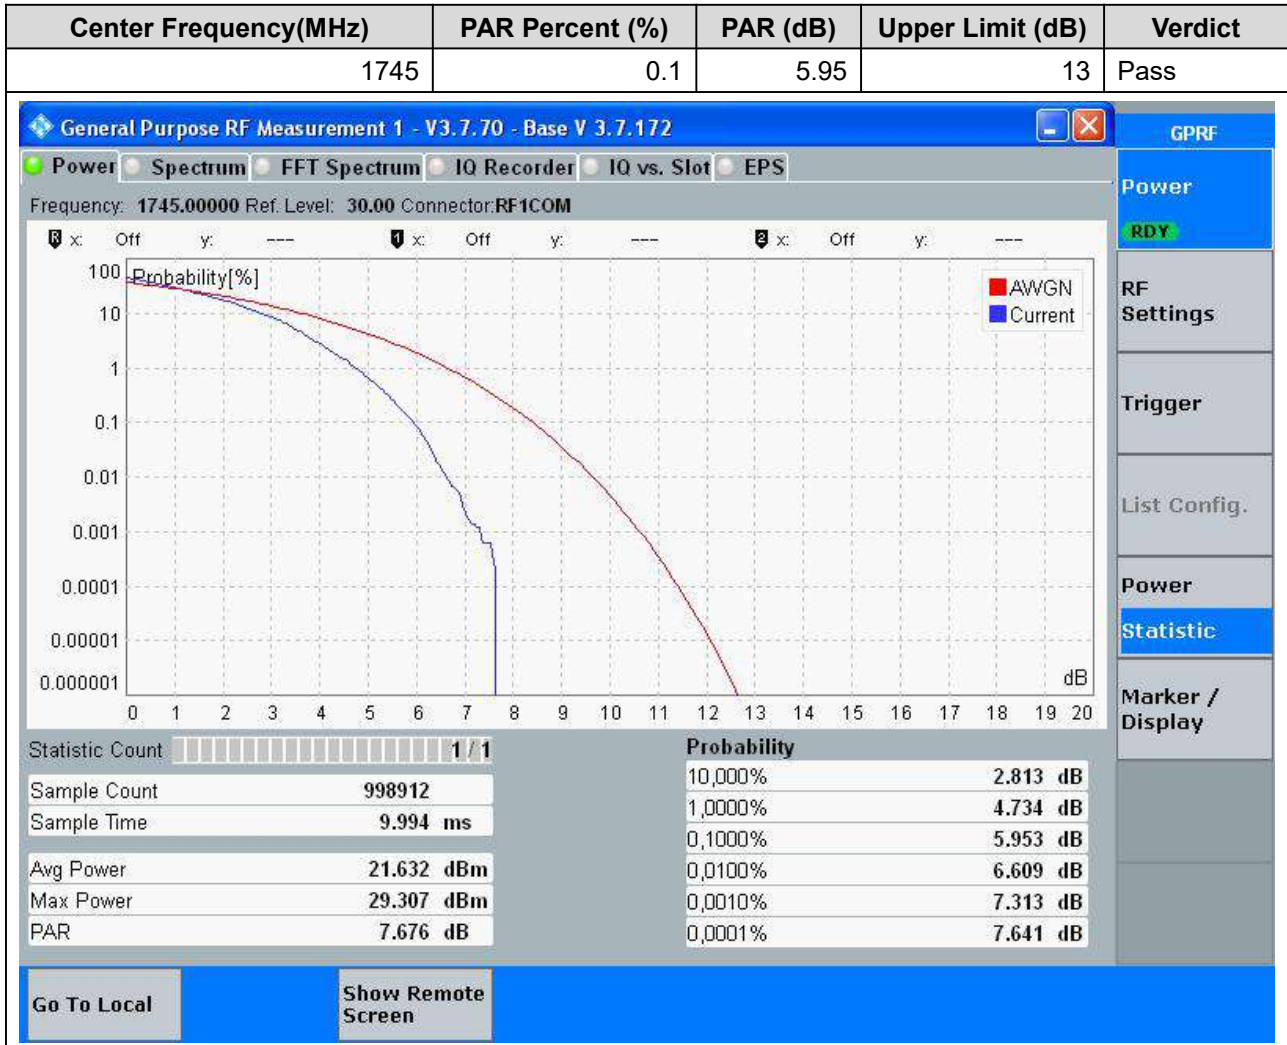 Center Frequency(MHz) PAR Percent (%) PAR (dB) Upper Limit (dB) Verdict
1745 0.1 5.95 13 Pass
General Purpose RF Measurement 1 - V3.7.70 - Base V 3.7.172
GPRF
Power Spectrum FFT Spectrum IQ Recorder IQ vs. Slot EPS
Frequency: 1745.00000 Ref. Level: 30.00 Connector:RF1COM
R x: Off y: --- 1 x: Off y: --- 2 x: Off y: ---
Probability[%]
AWGN
Current
100
10
1
0.1
0.01
0.001
0.0001
0.00001
0.000001
dB
0 1 2 3 4 5 6 7 8 9 10 11 12 13 14 15 16 17 18 19 20
Statistic Count 1 / 1
Sample Count 998912
Sample Time 9.994 ms
Avg Power 21.632 dBm
Max Power 29.307 dBm
PAR 7.676 dB
Probability
10,000% 2.813 dB
1,0000% 4.734 dB
0,1000% 5.953 dB
0,0100% 6.609 dB
0,0010% 7.313 dB
0,0001% 7.641 dB
Power
RDY
RF
Settings
Trigger
List Config.
Power
Statistic
Marker /
Display
Go To Local
Show Remote
Screen